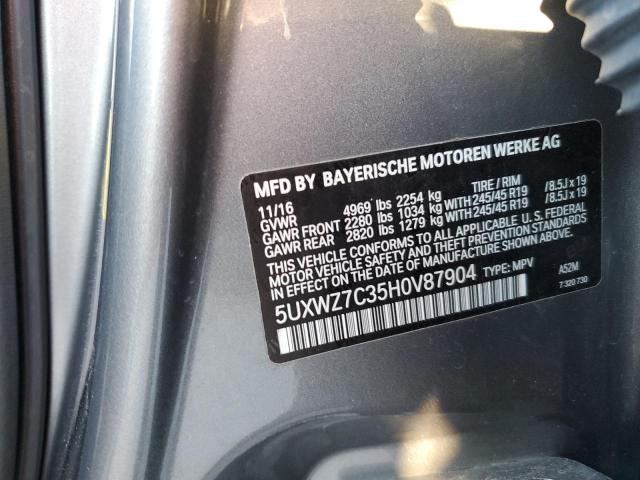 MFD BY BAYERISCHE MOTOREN WERKE AG
11/16 TIRE / RIM
GVWR 4969 lbs 2254 kg
GAWR FRONT 2280 lbs 1034 kg WITH 245/45 R19 /8.5J x 19
GAWR REAR 2820 lbs 1279 kg WITH 245/45 R19 /8.5J x 19
THIS VEHICLE CONFORMS TO ALL APPLICABLE U. S. FEDERAL
MOTOR VEHICLE SAFETY, BUMPER, AND THEFT PREVENTION STANDARDS
IN EFFECT ON THE DATE OF MANUFACTURE SHOWN ABOVE.
5UXWZ7C35H0V87904 TYPE: MPV A52M
7 320 730